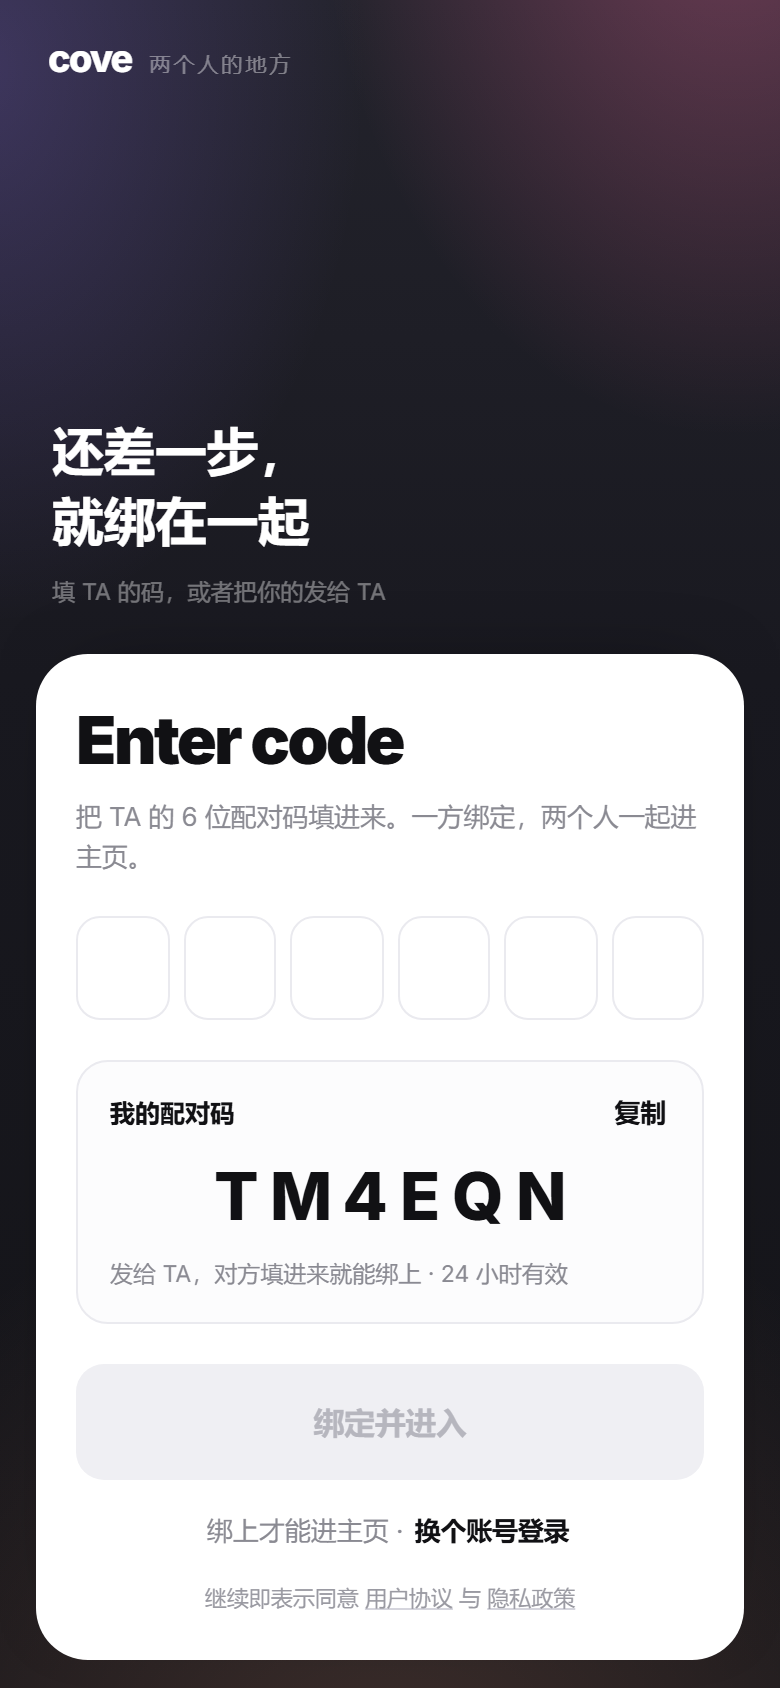 cove 两个人的地方
还差一步，
就绑在一起
填 TA 的码，或者把你的发给 TA
Enter code
把 TA 的 6 位配对码填进来。一方绑定，两个人一起进
主页。
我的配对码 复制
TM4EQN
发给 TA，对方填进来就能绑上 · 24 小时有效
绑定并进入
绑上才能进主页 · 换个账号登录
继续即表示同意 用户协议 与 隐私政策